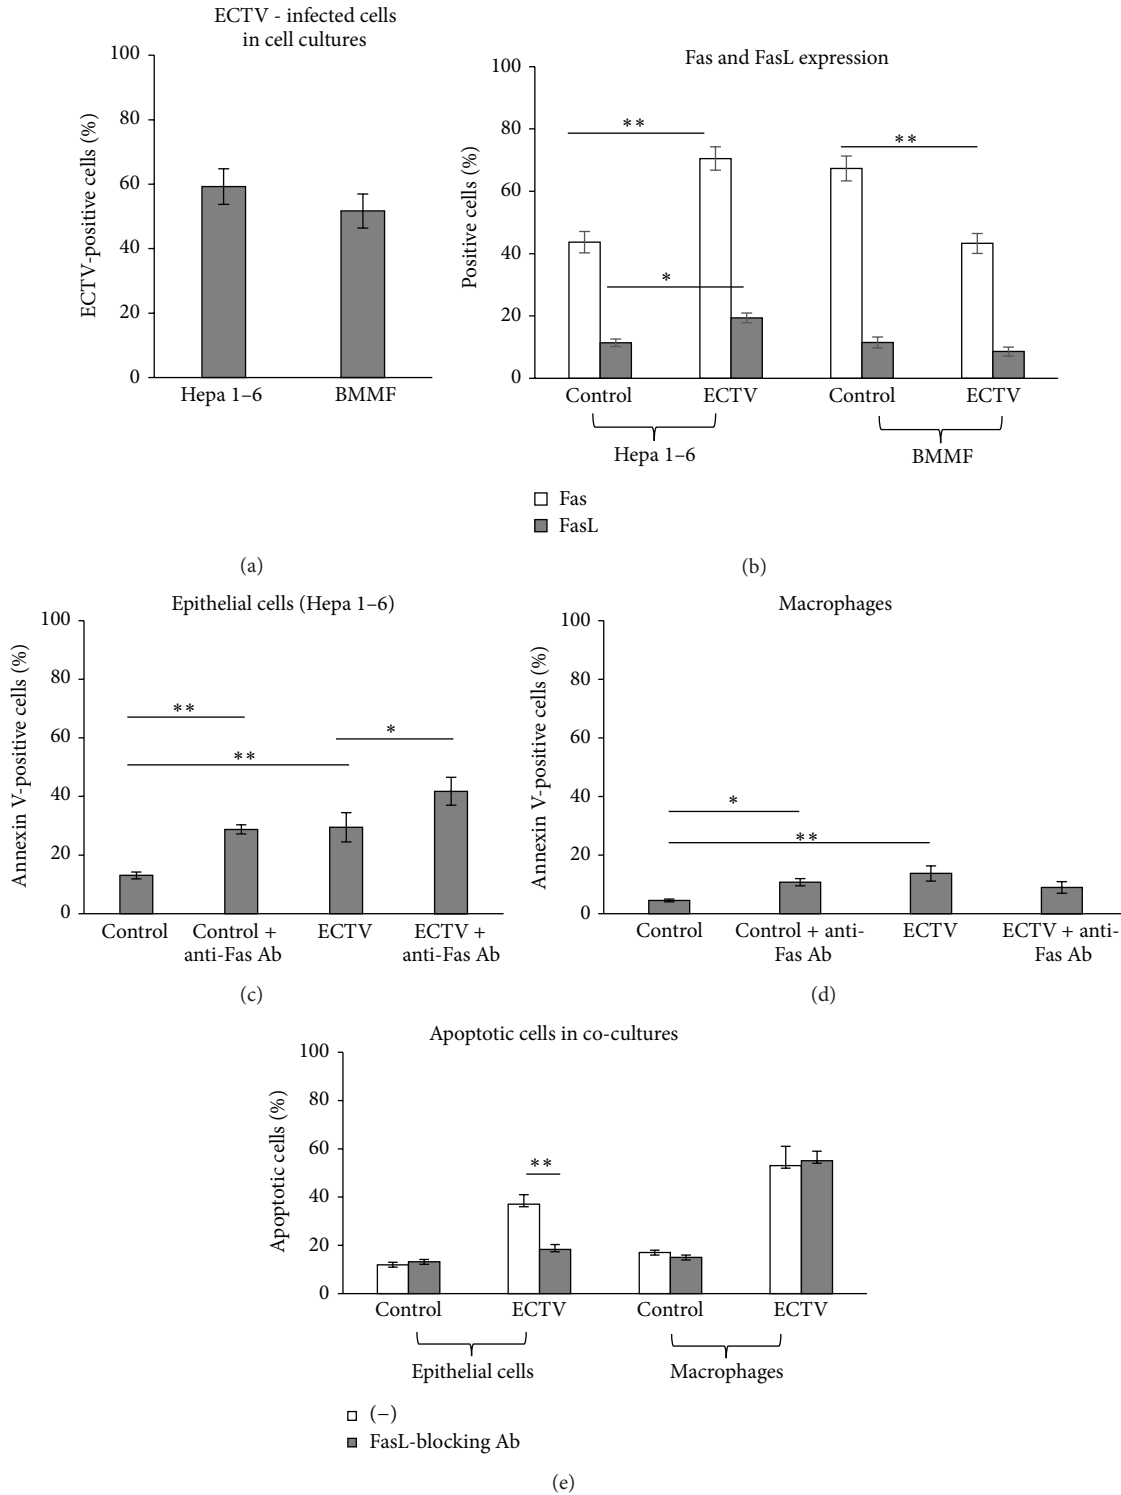 ECTV - infected cells
in cell cultures
ECTV-positive cells (%)
100
80
60
40
20
0
Hepa 1–6 BMMF
(a)
Fas and FasL expression
Positive cells (%)
100
80
60
40
20
0
** * **
Control ECTV Control ECTV
Hepa 1–6 BMMF
Fas
FasL
(b)
Epithelial cells (Hepa 1–6)
Annexin V-positive cells (%)
100
80
60
40
20
0
** ** *
Control Control + ECTV ECTV +
anti-Fas Ab anti-Fas Ab
(c)
Macrophages
Annexin V-positive cells (%)
100
80
60
40
20
0
* **
Control Control + anti- ECTV ECTV + anti-
Fas Ab Fas Ab
(d)
Apoptotic cells in co-cultures
Apoptotic cells (%)
100
80
60
40
20
0
**
Control ECTV Control ECTV
Epithelial cells Macrophages
(−)
FasL-blocking Ab
(e)